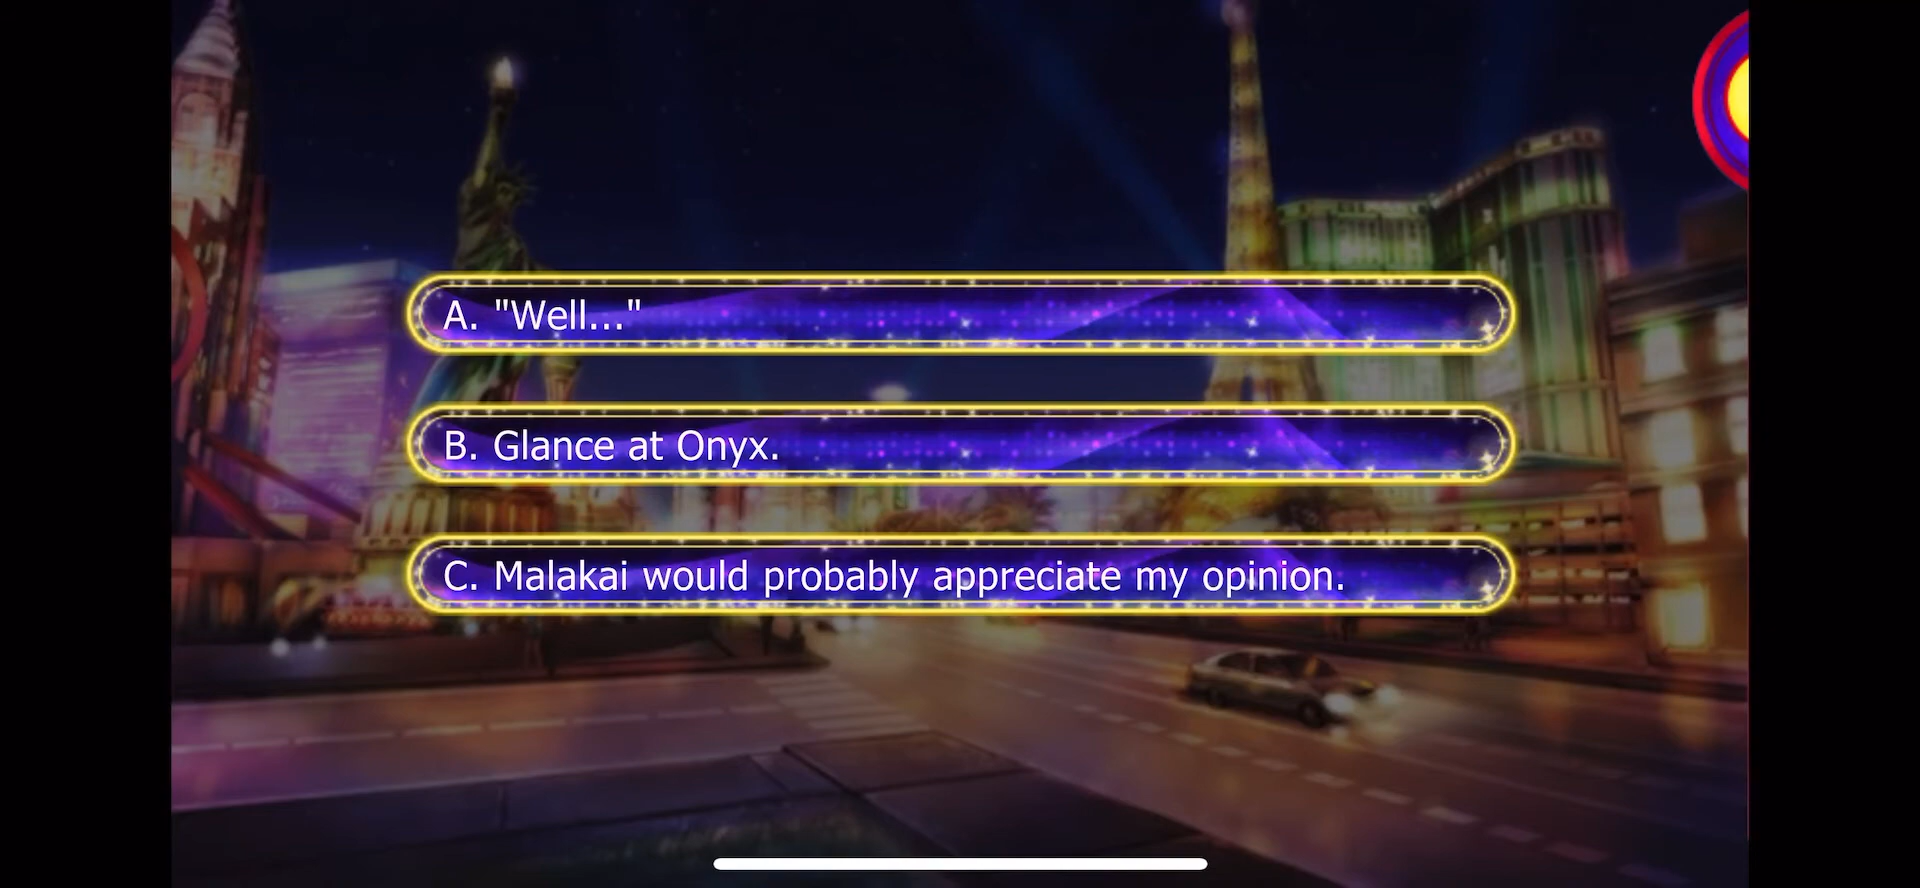 A. "Well..."
B. Glance at Onyx.
C. Malakai would probably appreciate my opinion.